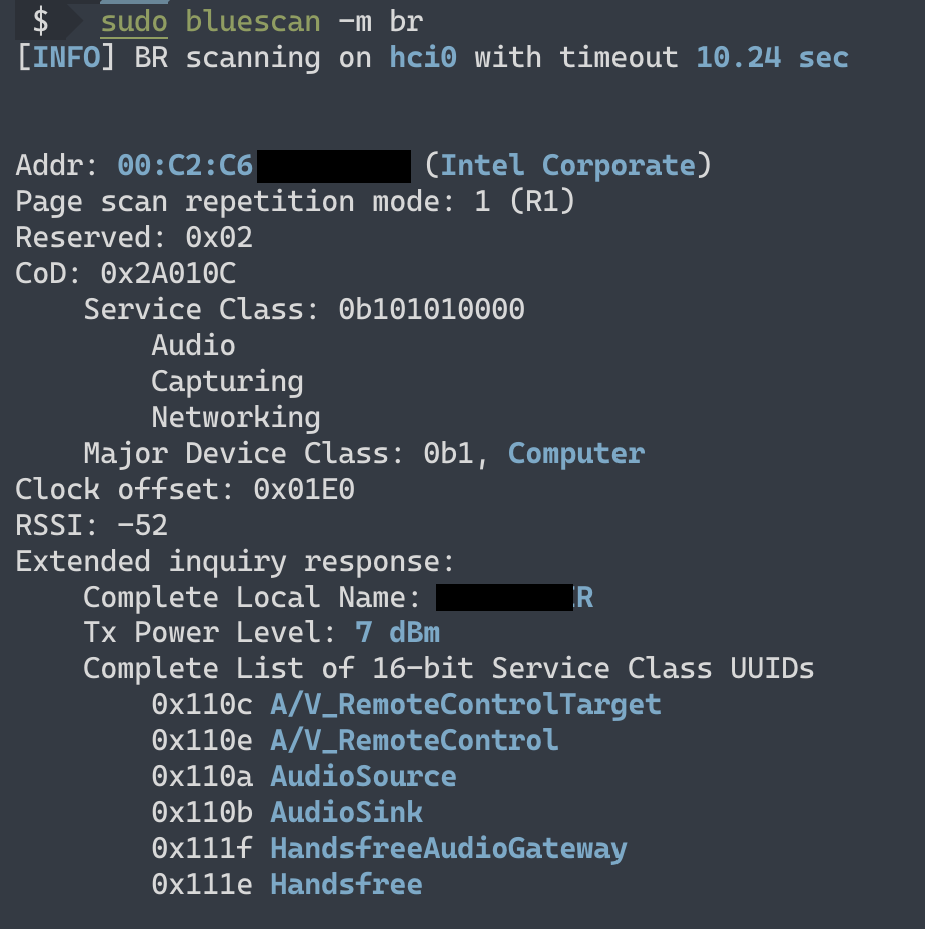 $ sudo bluescan -m br
[INFO] BR scanning on hci0 with timeout 10.24 sec
Addr: 00:C2:C6 (Intel Corporate)
Page scan repetition mode: 1 (R1)
Reserved: 0x02
CoD: 0x2A010C
Service Class: 0b101010000
Audio
Capturing
Networking
Major Device Class: 0b1, Computer
Clock offset: 0x01E0
RSSI: -52
Extended inquiry response:
Complete Local Name: R
Tx Power Level: 7 dBm
Complete List of 16-bit Service Class UUIDs
0x110c A/V_RemoteControlTarget
0x110e A/V_RemoteControl
0x110a AudioSource
0x110b AudioSink
0x111f HandsfreeAudioGateway
0x111e Handsfree